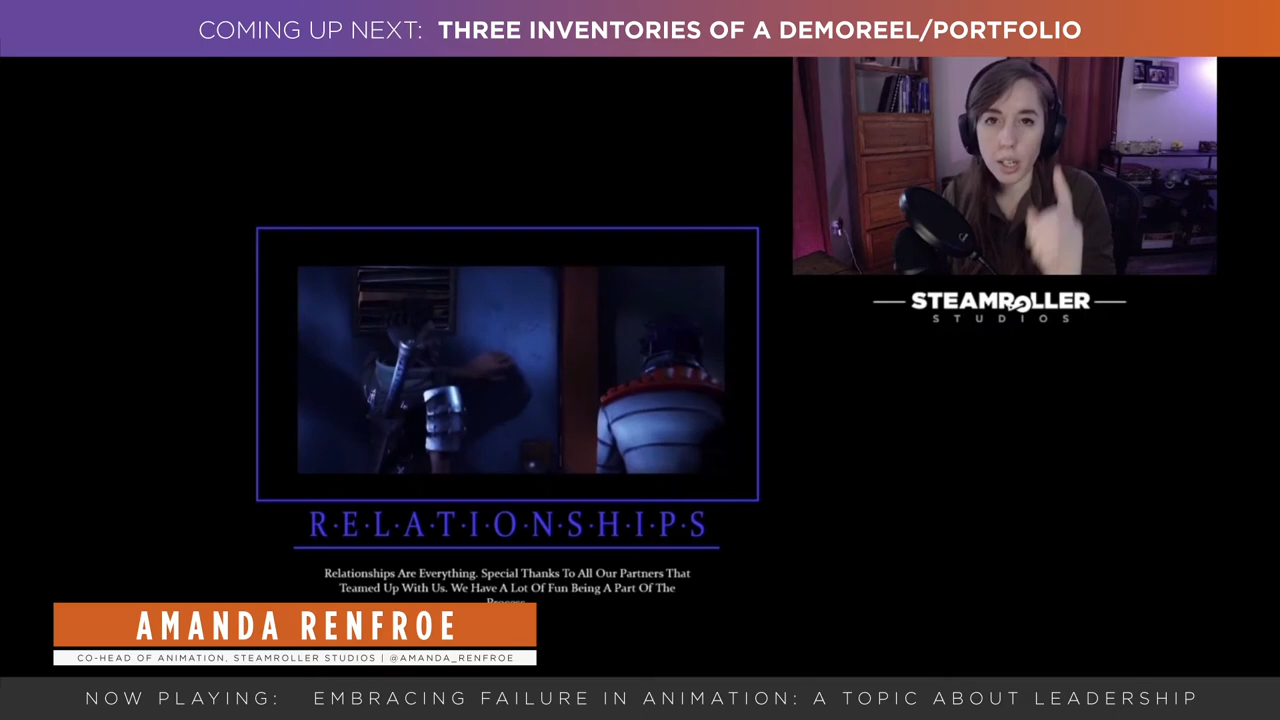 COMING UP NEXT: THREE INVENTORIES OF A DEMOREEL/PORTFOLIO
STEAMROLLER
STUDIOS
R·E·L·A·T·I·O·N·S·H·I·P·S
Relationships Are Everything. Special Thanks To All Our Partners That
Teamed Up With Us. We Have A Lot Of Fun Being A Part Of The
AMANDA RENFROE
CO-HEAD OF ANIMATION, STEAMROLLER STUDIOS | @AMANDA_RENFROE
NOW PLAYING: EMBRACING FAILURE IN ANIMATION: A TOPIC ABOUT LEADERSHIP